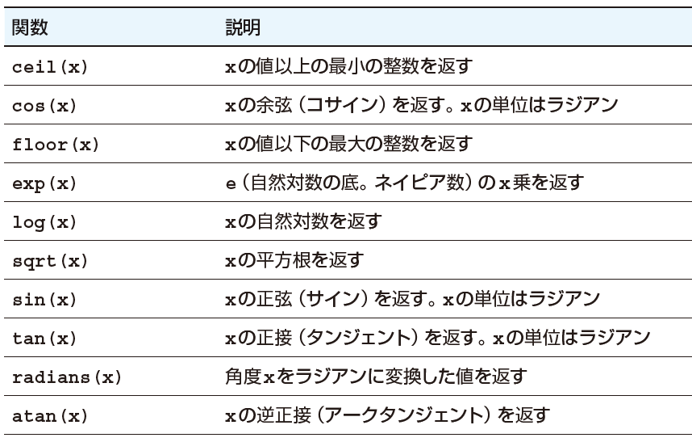 関数 説明
ceil(x) xの値以上の最小の整数を返す
cos(x) xの余弦（コサイン）を返す。xの単位はラジアン
floor(x) xの値以下の最大の整数を返す
exp(x) e（自然対数の底。ネイピア数）のx乗を返す
log(x) xの自然対数を返す
sqrt(x) xの平方根を返す
sin(x) xの正弦（サイン）を返す。xの単位はラジアン
tan(x) xの正接（タンジェント）を返す。xの単位はラジアン
radians(x) 角度xをラジアンに変換した値を返す
atan(x) xの逆正接（アークタンジェント）を返す